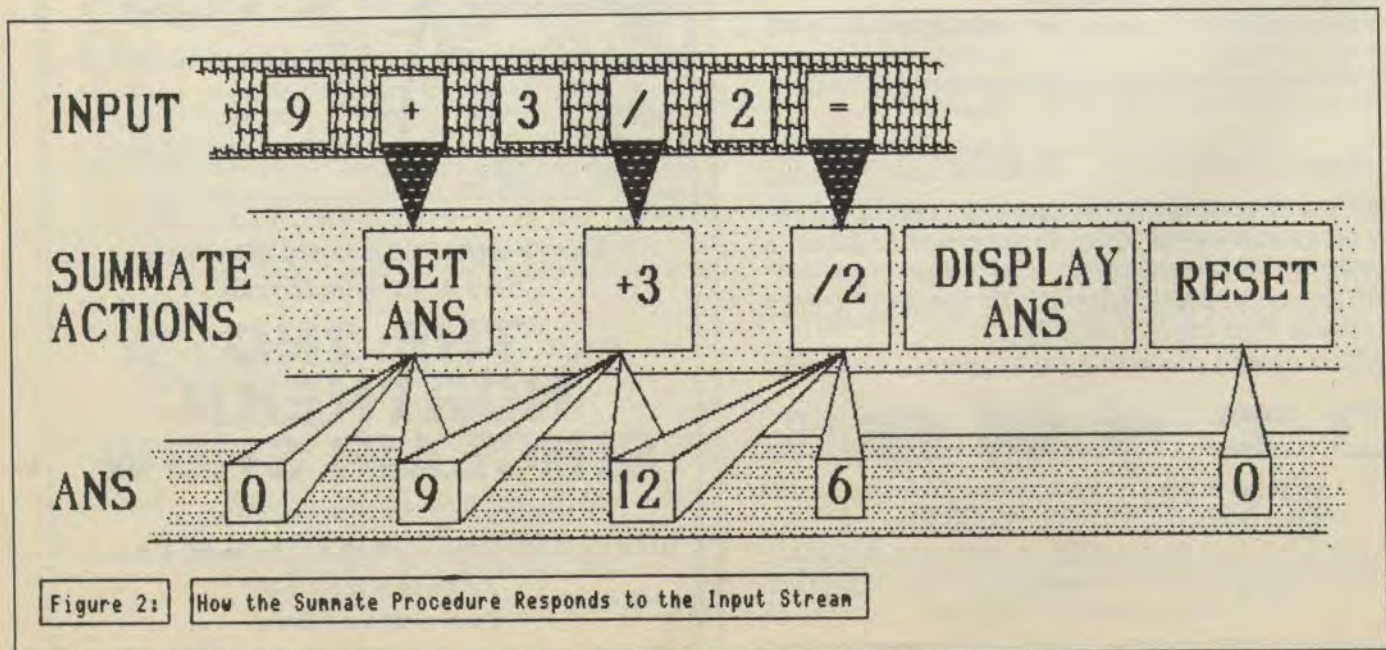 INPUT 9 + 3 / 2 =
SUMMATE ACTIONS
SET ANS
+3
/2
DISPLAY ANS
RESET
ANS 0 9 12 6 0
Figure 2: How the Summate Procedure Responds to the Input Stream